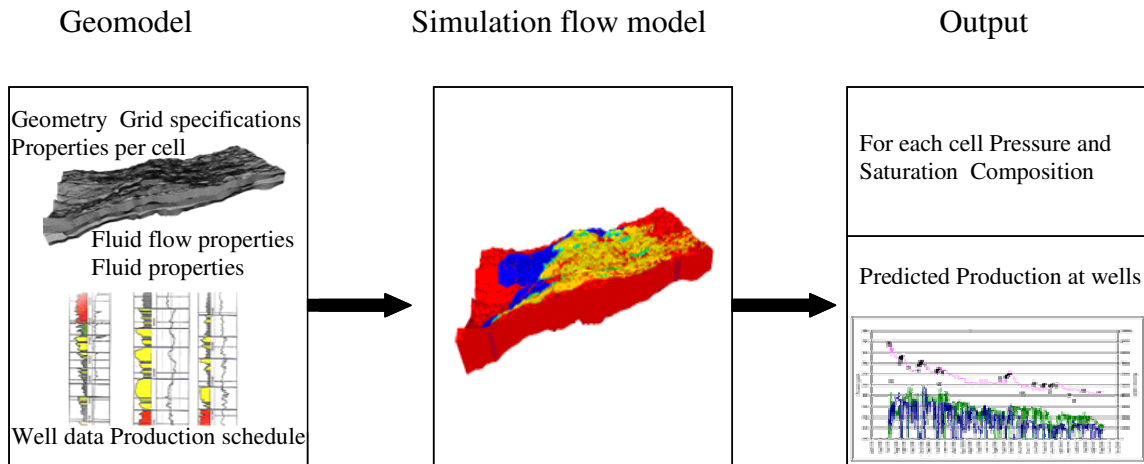 Geomodel
Simulation flow model
Output
Geometry Grid specifications
Properties per cell
Fluid flow properties
Fluid properties
Well data Production schedule
For each cell Pressure and
Saturation Composition
Predicted Production at wells